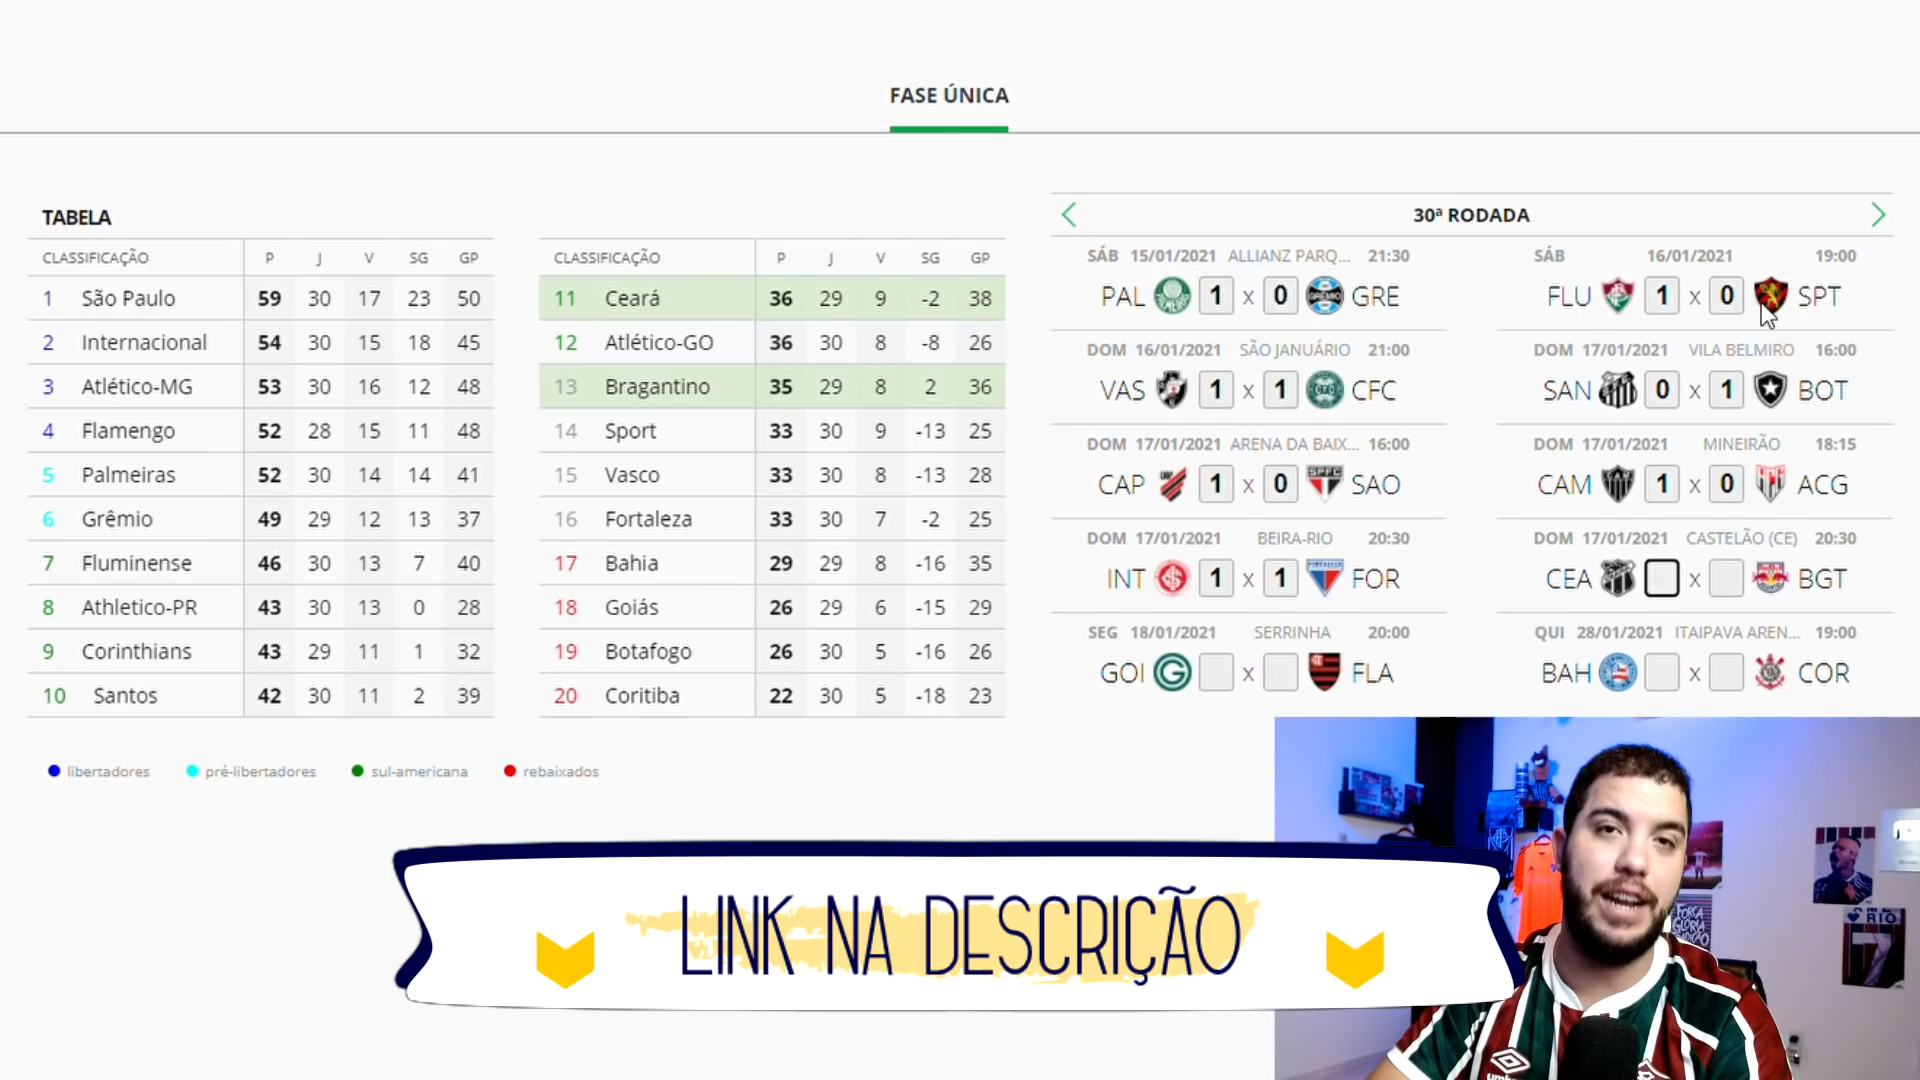 FASE ÚNICA
TABELA
CLASSIFICAÇÃO P J V SG GP
1 São Paulo 59 30 17 23 50
2 Internacional 54 30 15 18 45
3 Atlético-MG 53 30 16 12 48
4 Flamengo 52 28 15 11 48
5 Palmeiras 52 30 14 14 41
6 Grêmio 49 29 12 13 37
7 Fluminense 46 30 13 7 40
8 Athletico-PR 43 30 13 0 28
9 Corinthians 43 29 11 1 32
10 Santos 42 30 11 2 39
CLASSIFICAÇÃO P J V SG GP
11 Ceará 36 29 9 -2 38
12 Atlético-GO 36 30 8 -8 26
13 Bragantino 35 29 8 2 36
14 Sport 33 30 9 -13 25
15 Vasco 33 30 8 -13 28
16 Fortaleza 33 30 7 -2 25
17 Bahia 29 29 8 -16 35
18 Goiás 26 29 6 -15 29
19 Botafogo 26 30 5 -16 26
20 Coritiba 22 30 5 -18 23
libertadores pré-libertadores sul-americana rebaixados
30ª RODADA
SÁB 15/01/2021 ALLIANZ PARQ... 21:30
PAL 1 x 0 GRE
SÁB 16/01/2021 19:00
FLU 1 x 0 SPT
DOM 16/01/2021 SÃO JANUÁRIO 21:00
VAS 1 x 1 CFC
DOM 17/01/2021 VILA BELMIRO 16:00
SAN 0 x 1 BOT
DOM 17/01/2021 ARENA DA BAIX... 16:00
CAP 1 x 0 SAO
DOM 17/01/2021 MINEIRÃO 18:15
CAM 1 x 0 ACG
DOM 17/01/2021 BEIRA-RIO 20:30
INT 1 x 1 FOR
DOM 17/01/2021 CASTELÃO (CE) 20:30
CEA x BGT
SEG 18/01/2021 SERRINHA 20:00
GOI x FLA
QUI 28/01/2021 ITAIPAVA AREN... 19:00
BAH x COR
LINK NA DESCRIÇÃO
FORÇA
GLORIA
RIO